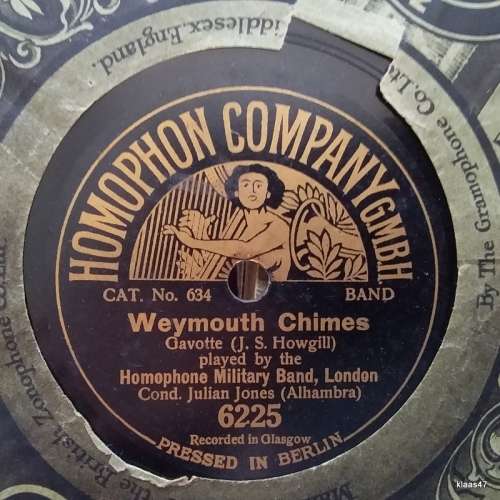 iddlesex, England.
HOMOPHON COMPANY GMBH
CAT. No. 634 BAND
Weymouth Chimes
Gavotte (J. S. Howgill)
played by the
Homophone Military Band, London
Cond. Julian Jones (Alhambra)
6225
Recorded in Glasgow
PRESSED IN BERLIN
By The Gramophone Co. Lt
the British Zonophone Co. Ltd
klaas47